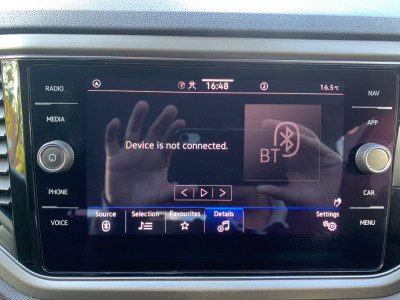 RADIO
MEDIA
PHONE
VOICE
16:48
2
16.5°C
Device is not connected.
BT
Source
Selection
Favourites
Details
Settings
NAV
APP
CAR
MENU